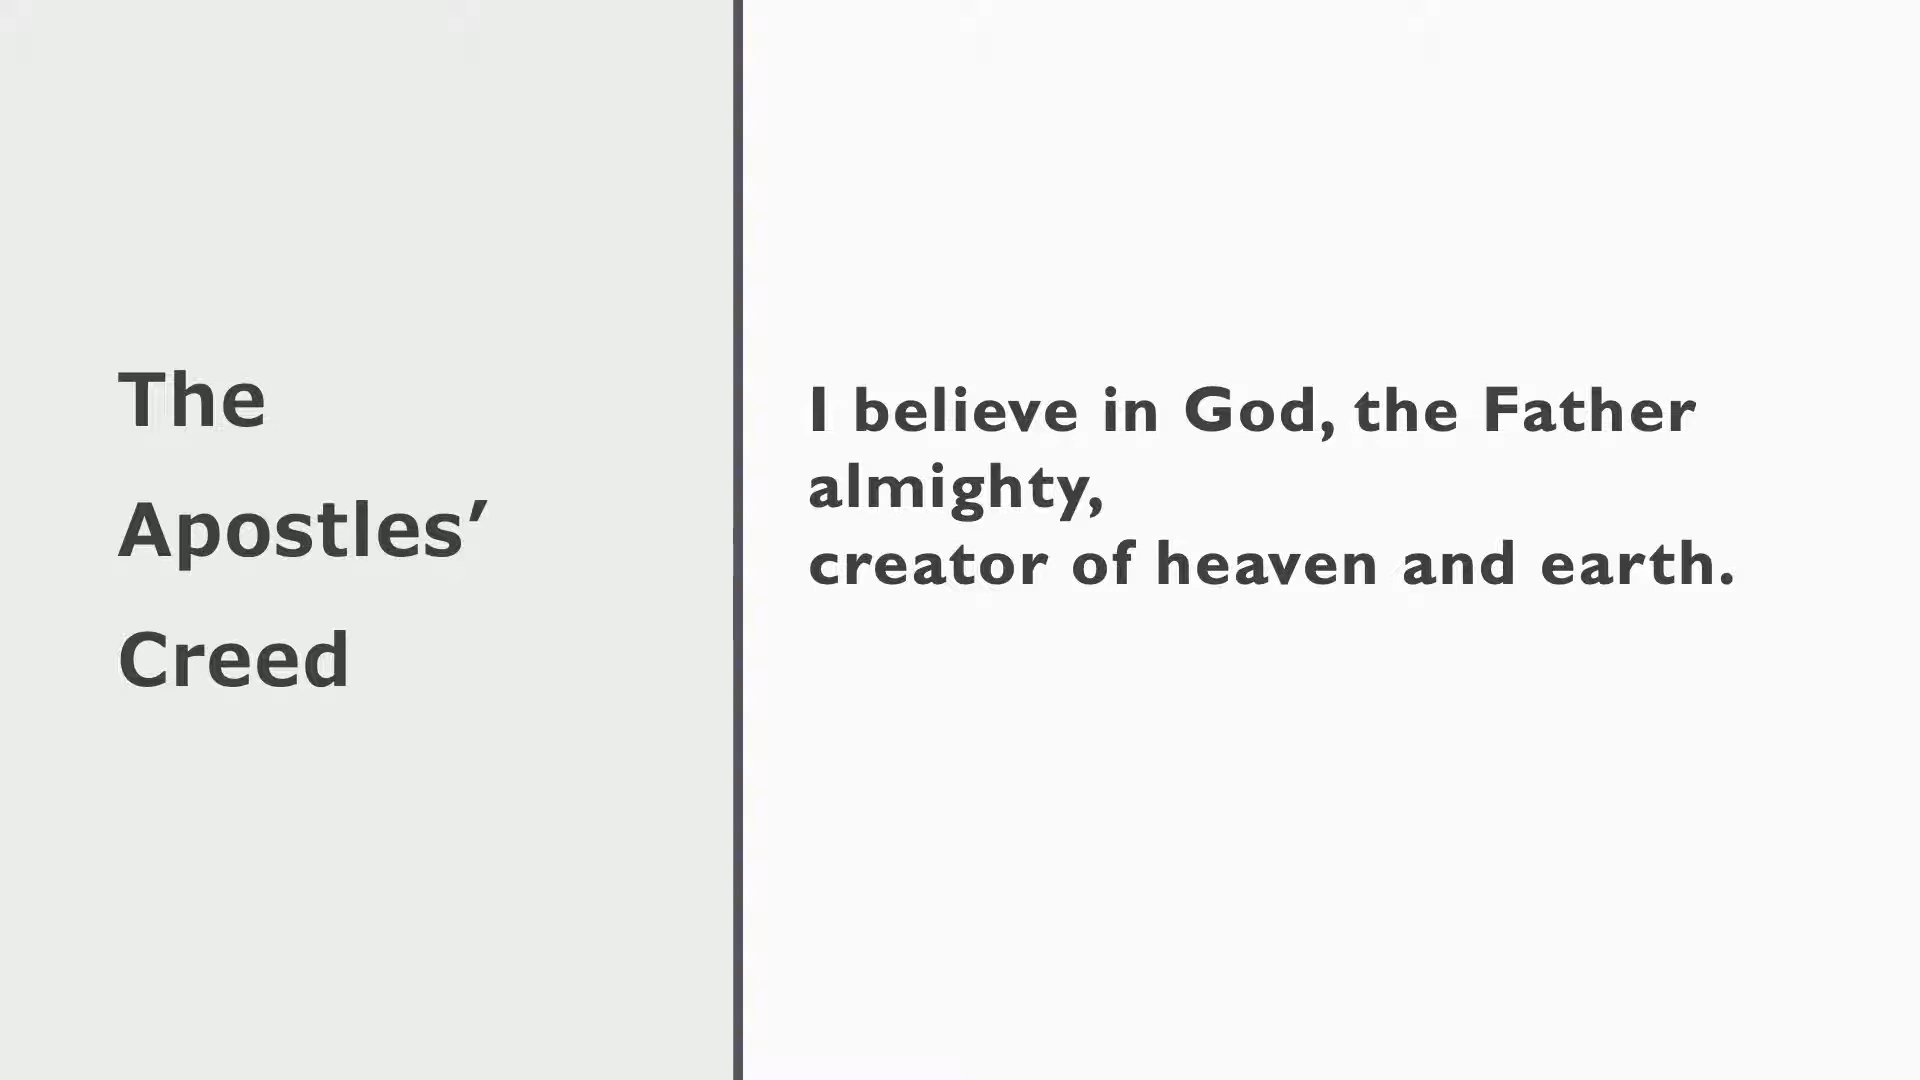 The
Apostles’
Creed
I believe in God, the Father
almighty,
creator of heaven and earth.